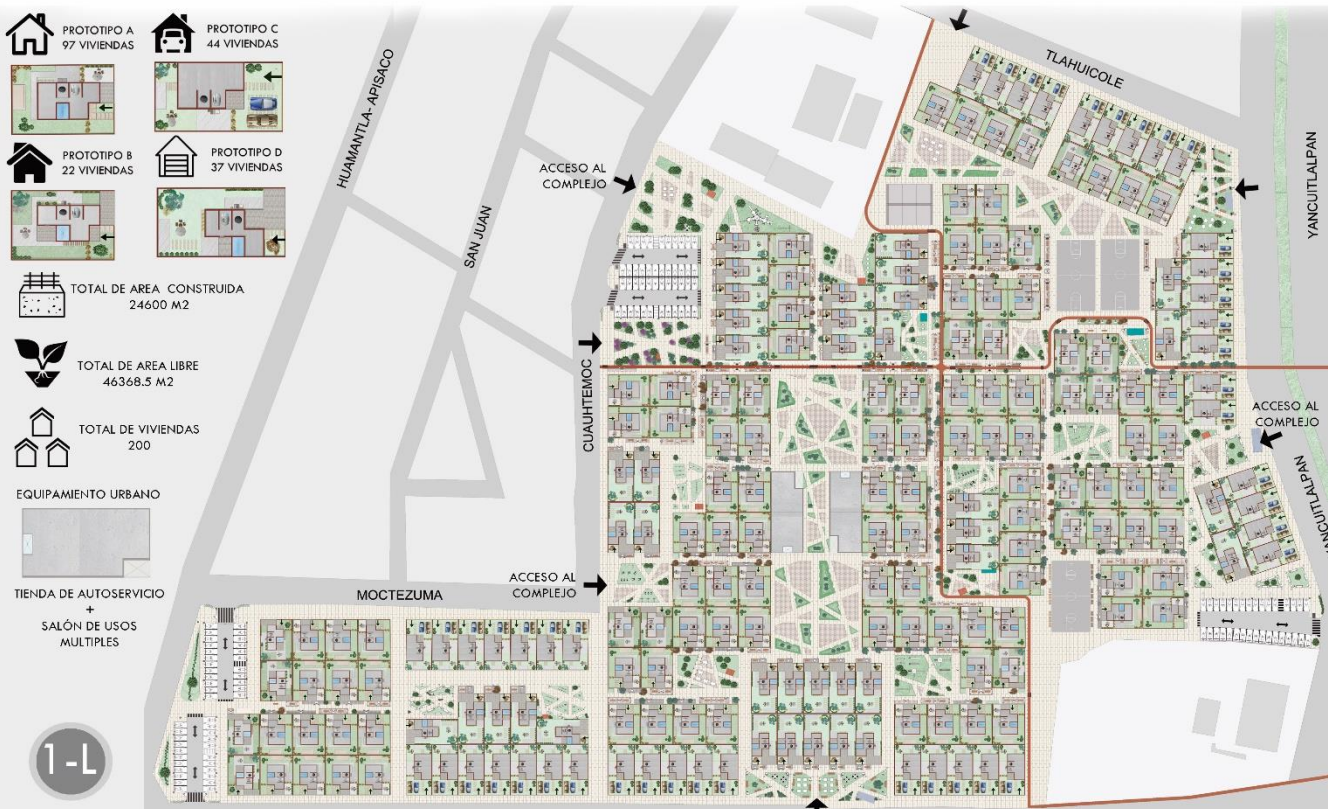 PROTOTIPO A
97 VIVIENDAS
PROTOTIPO C
44 VIVIENDAS
PROTOTIPO B
22 VIVIENDAS
PROTOTIPO D
37 VIVIENDAS
TOTAL DE AREA CONSTRUIDA
24600 M2
TOTAL DE AREA LIBRE
46368.5 M2
TOTAL DE VIVIENDAS
200
EQUIPAMIENTO URBANO
TIENDA DE AUTOSERVICIO
+
SALÓN DE USOS
MULTIPLES
1-L
HUAMANTLA- APISACO
SAN JUAN
CUAUHTEMOC
MOCTEZUMA
TLAHUICOLE
YANCUITLALPAN
ACCESO AL
COMPLEJO
ACCESO AL
COMPLEJO
ACCESO AL
COMPLEJO
YANCUITLALPAN